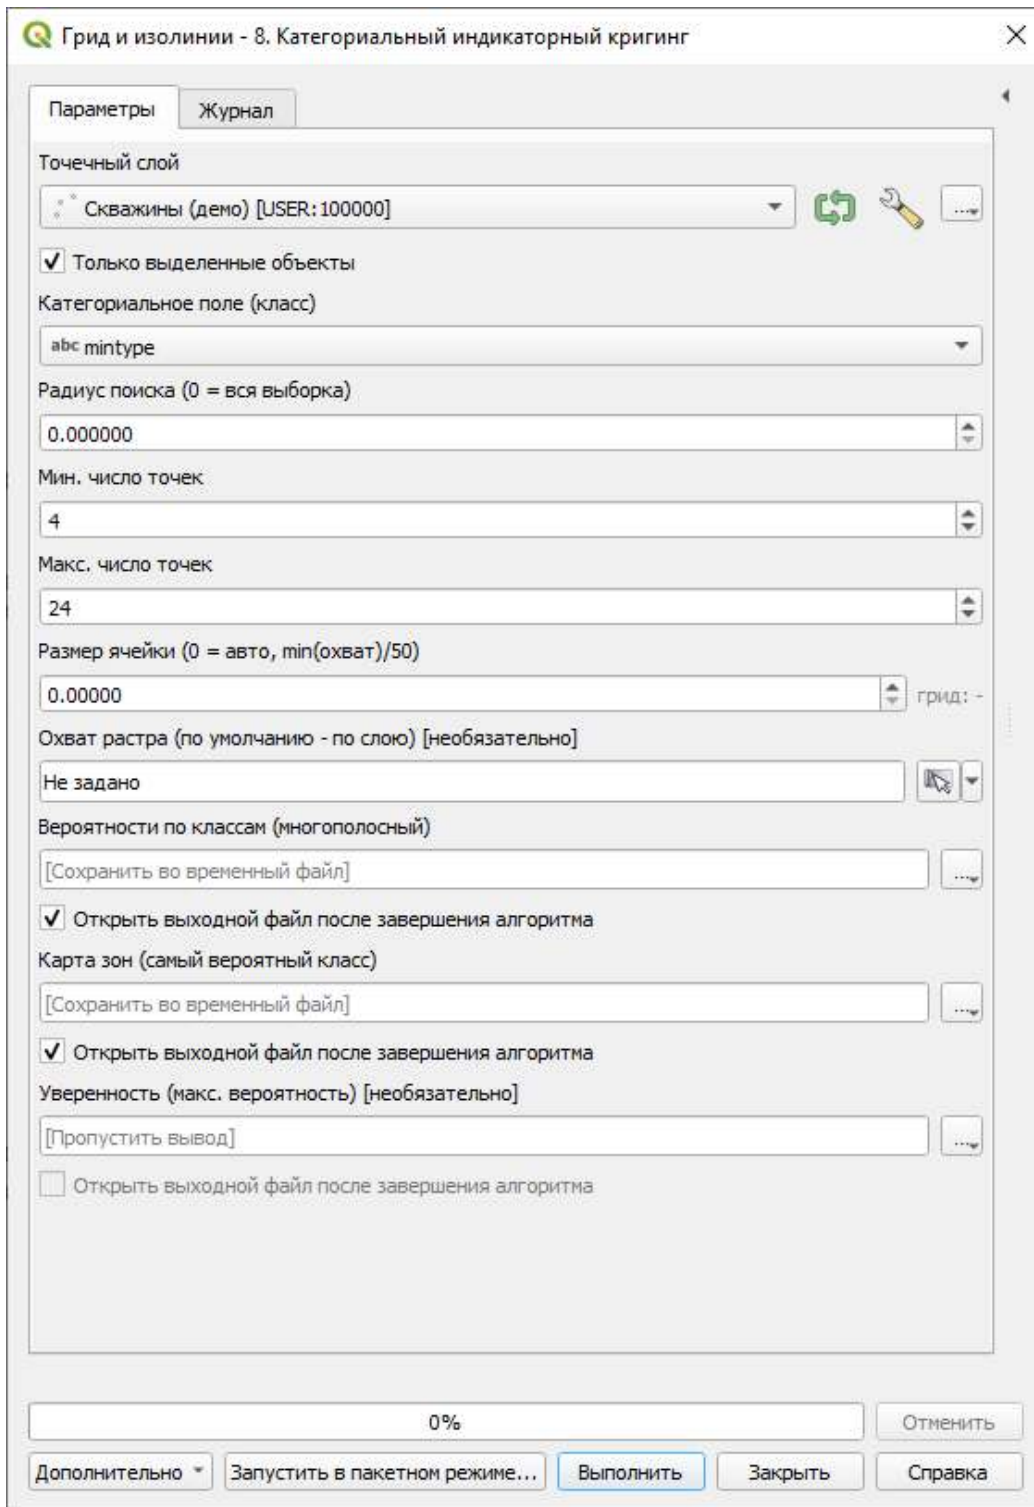 Грид и изолинии - 8. Категориальный индикаторный кригинг
Параметры
Журнал
Точечный слой
Скважины (демо) [USER:100000]
...
Только выделенные объекты
Категориальное поле (класс)
abc mintype
Радиус поиска (0 = вся выборка)
0.000000
Мин. число точек
4
Макс. число точек
24
Размер ячейки (0 = авто, min(охват)/50)
0.00000
грид: -
Охват растра (по умолчанию - по слою) [необязательно]
Не задано
Вероятности по классам (многополосный)
[Сохранить во временный файл]
...
Открыть выходной файл после завершения алгоритма
Карта зон (самый вероятный класс)
[Сохранить во временный файл]
...
Открыть выходной файл после завершения алгоритма
Уверенность (макс. вероятность) [необязательно]
[Пропустить вывод]
...
Открыть выходной файл после завершения алгоритма
0%
Отменить
Дополнительно
Запустить в пакетном режиме...
Выполнить
Закрыть
Справка